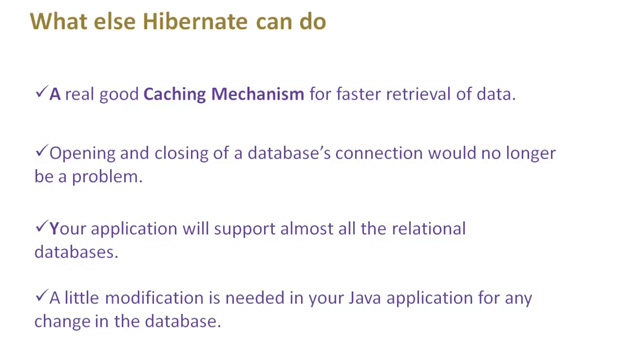 What else Hibernate can do
✓A real good Caching Mechanism for faster retrieval of data.
✓Opening and closing of a database's connection would no longer
be a problem.
✓Your application will support almost all the relational
databases.
✓A little modification is needed in your Java application for any
change in the database.